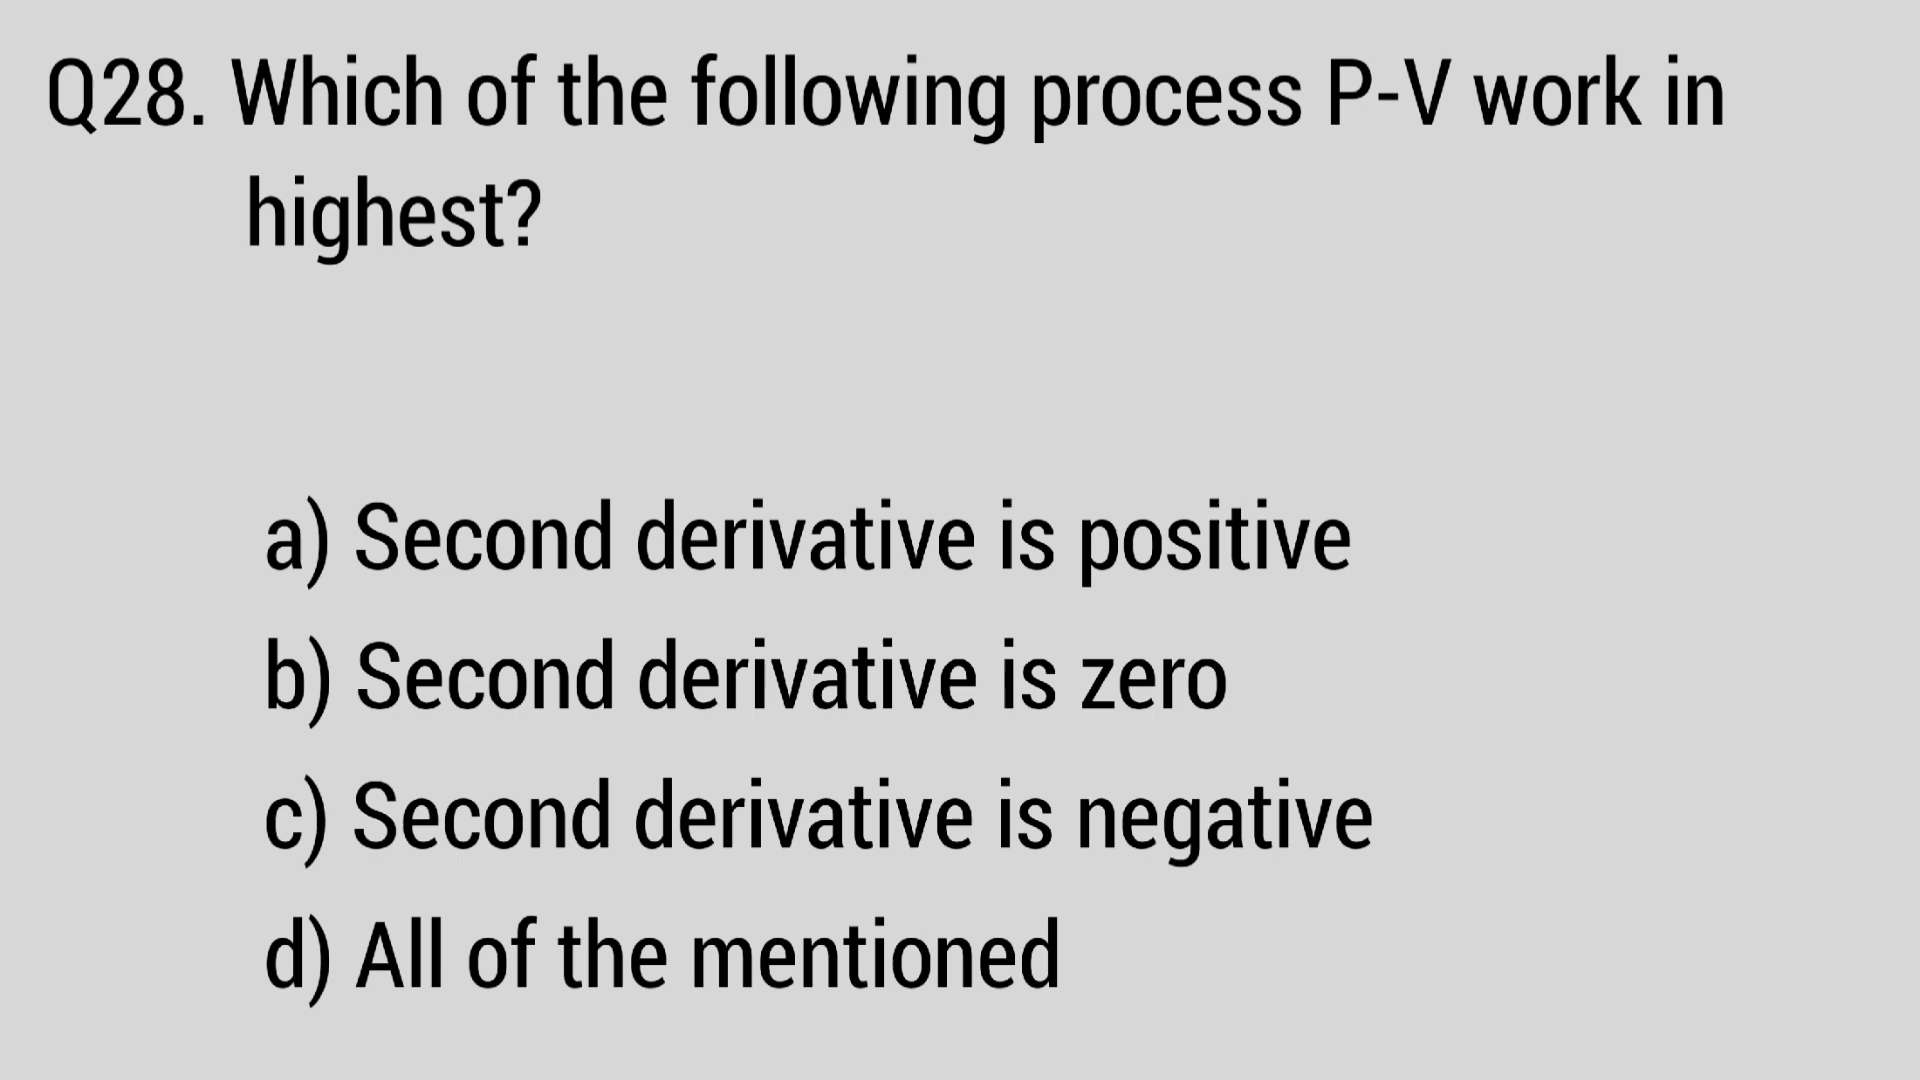 Q28. Which of the following process P-V work in
highest?
a) Second derivative is positive
b) Second derivative is zero
c) Second derivative is negative
d) All of the mentioned